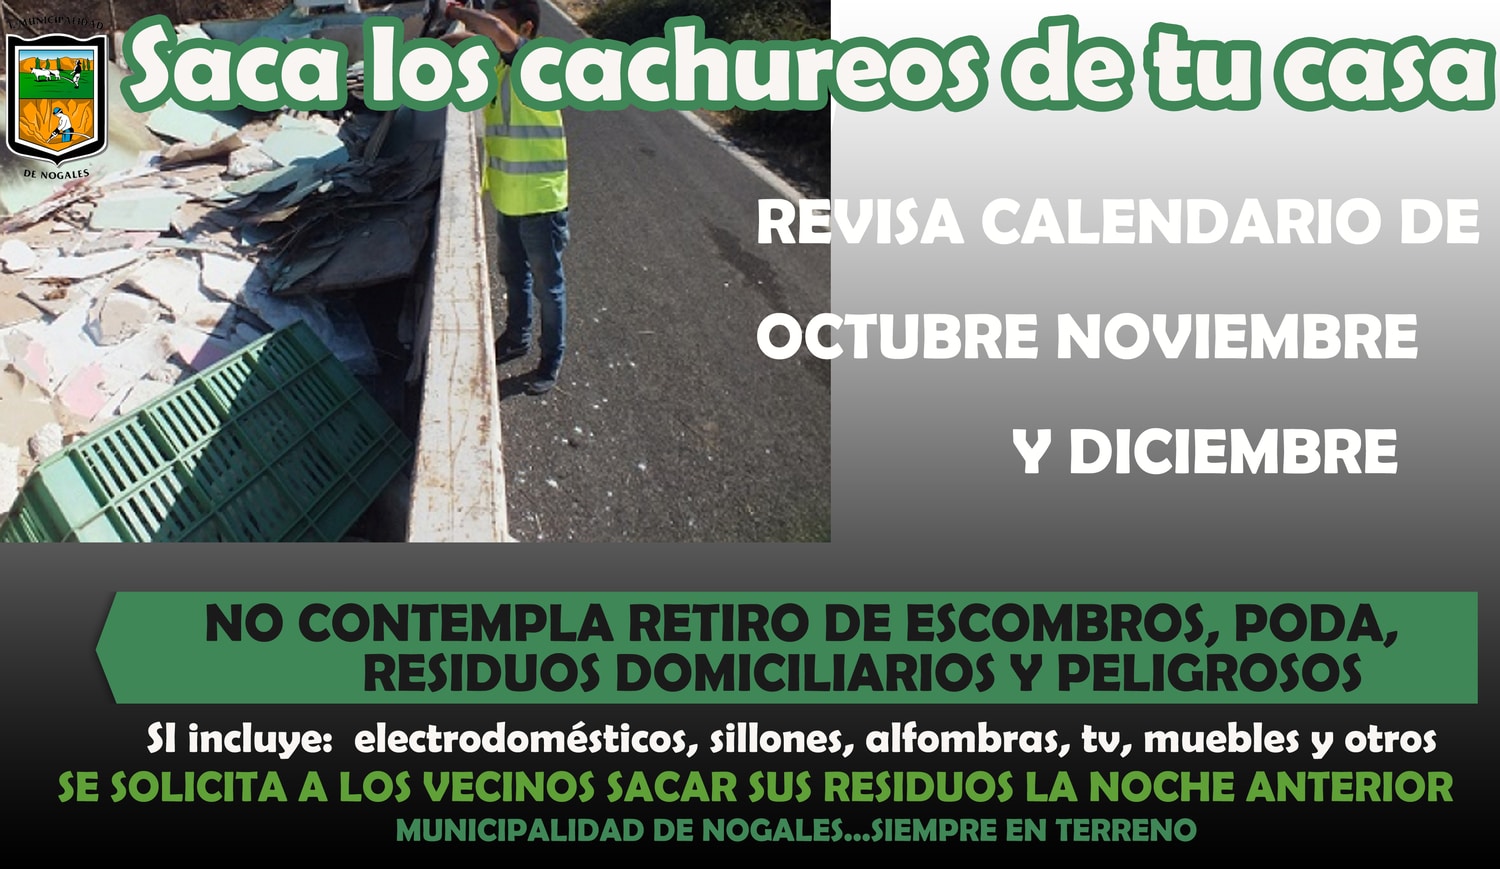 I. MUNICIPALIDAD
DE NOGALES
Saca los cachureos de tu casa
REVISA CALENDARIO DE
OCTUBRE NOVIEMBRE
Y DICIEMBRE
NO CONTEMPLA RETIRO DE ESCOMBROS, PODA,
RESIDUOS DOMICILIARIOS Y PELIGROSOS
SI incluye: electrodomésticos, sillones, alfombras, tv, muebles y otros
SE SOLICITA A LOS VECINOS SACAR SUS RESIDUOS LA NOCHE ANTERIOR
MUNICIPALIDAD DE NOGALES...SIEMPRE EN TERRENO